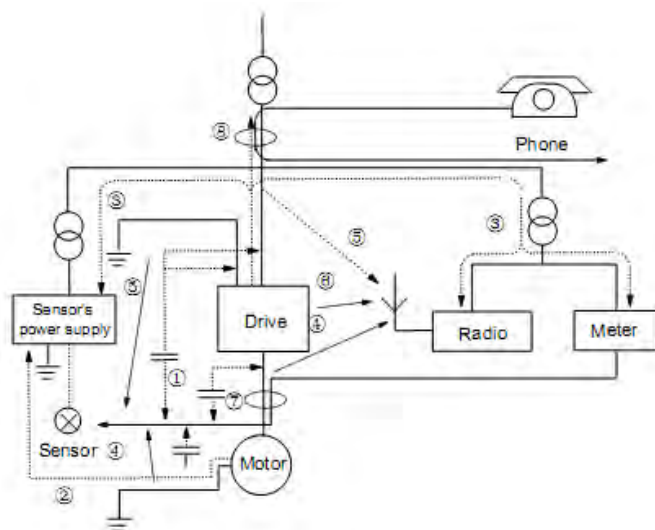 ⑧
Phone
③
③
⑤
⑥
⑤
Sensor's
power supply
Drive
④
Radio
Meter
①
⑦
Sensor
④
Motor
②